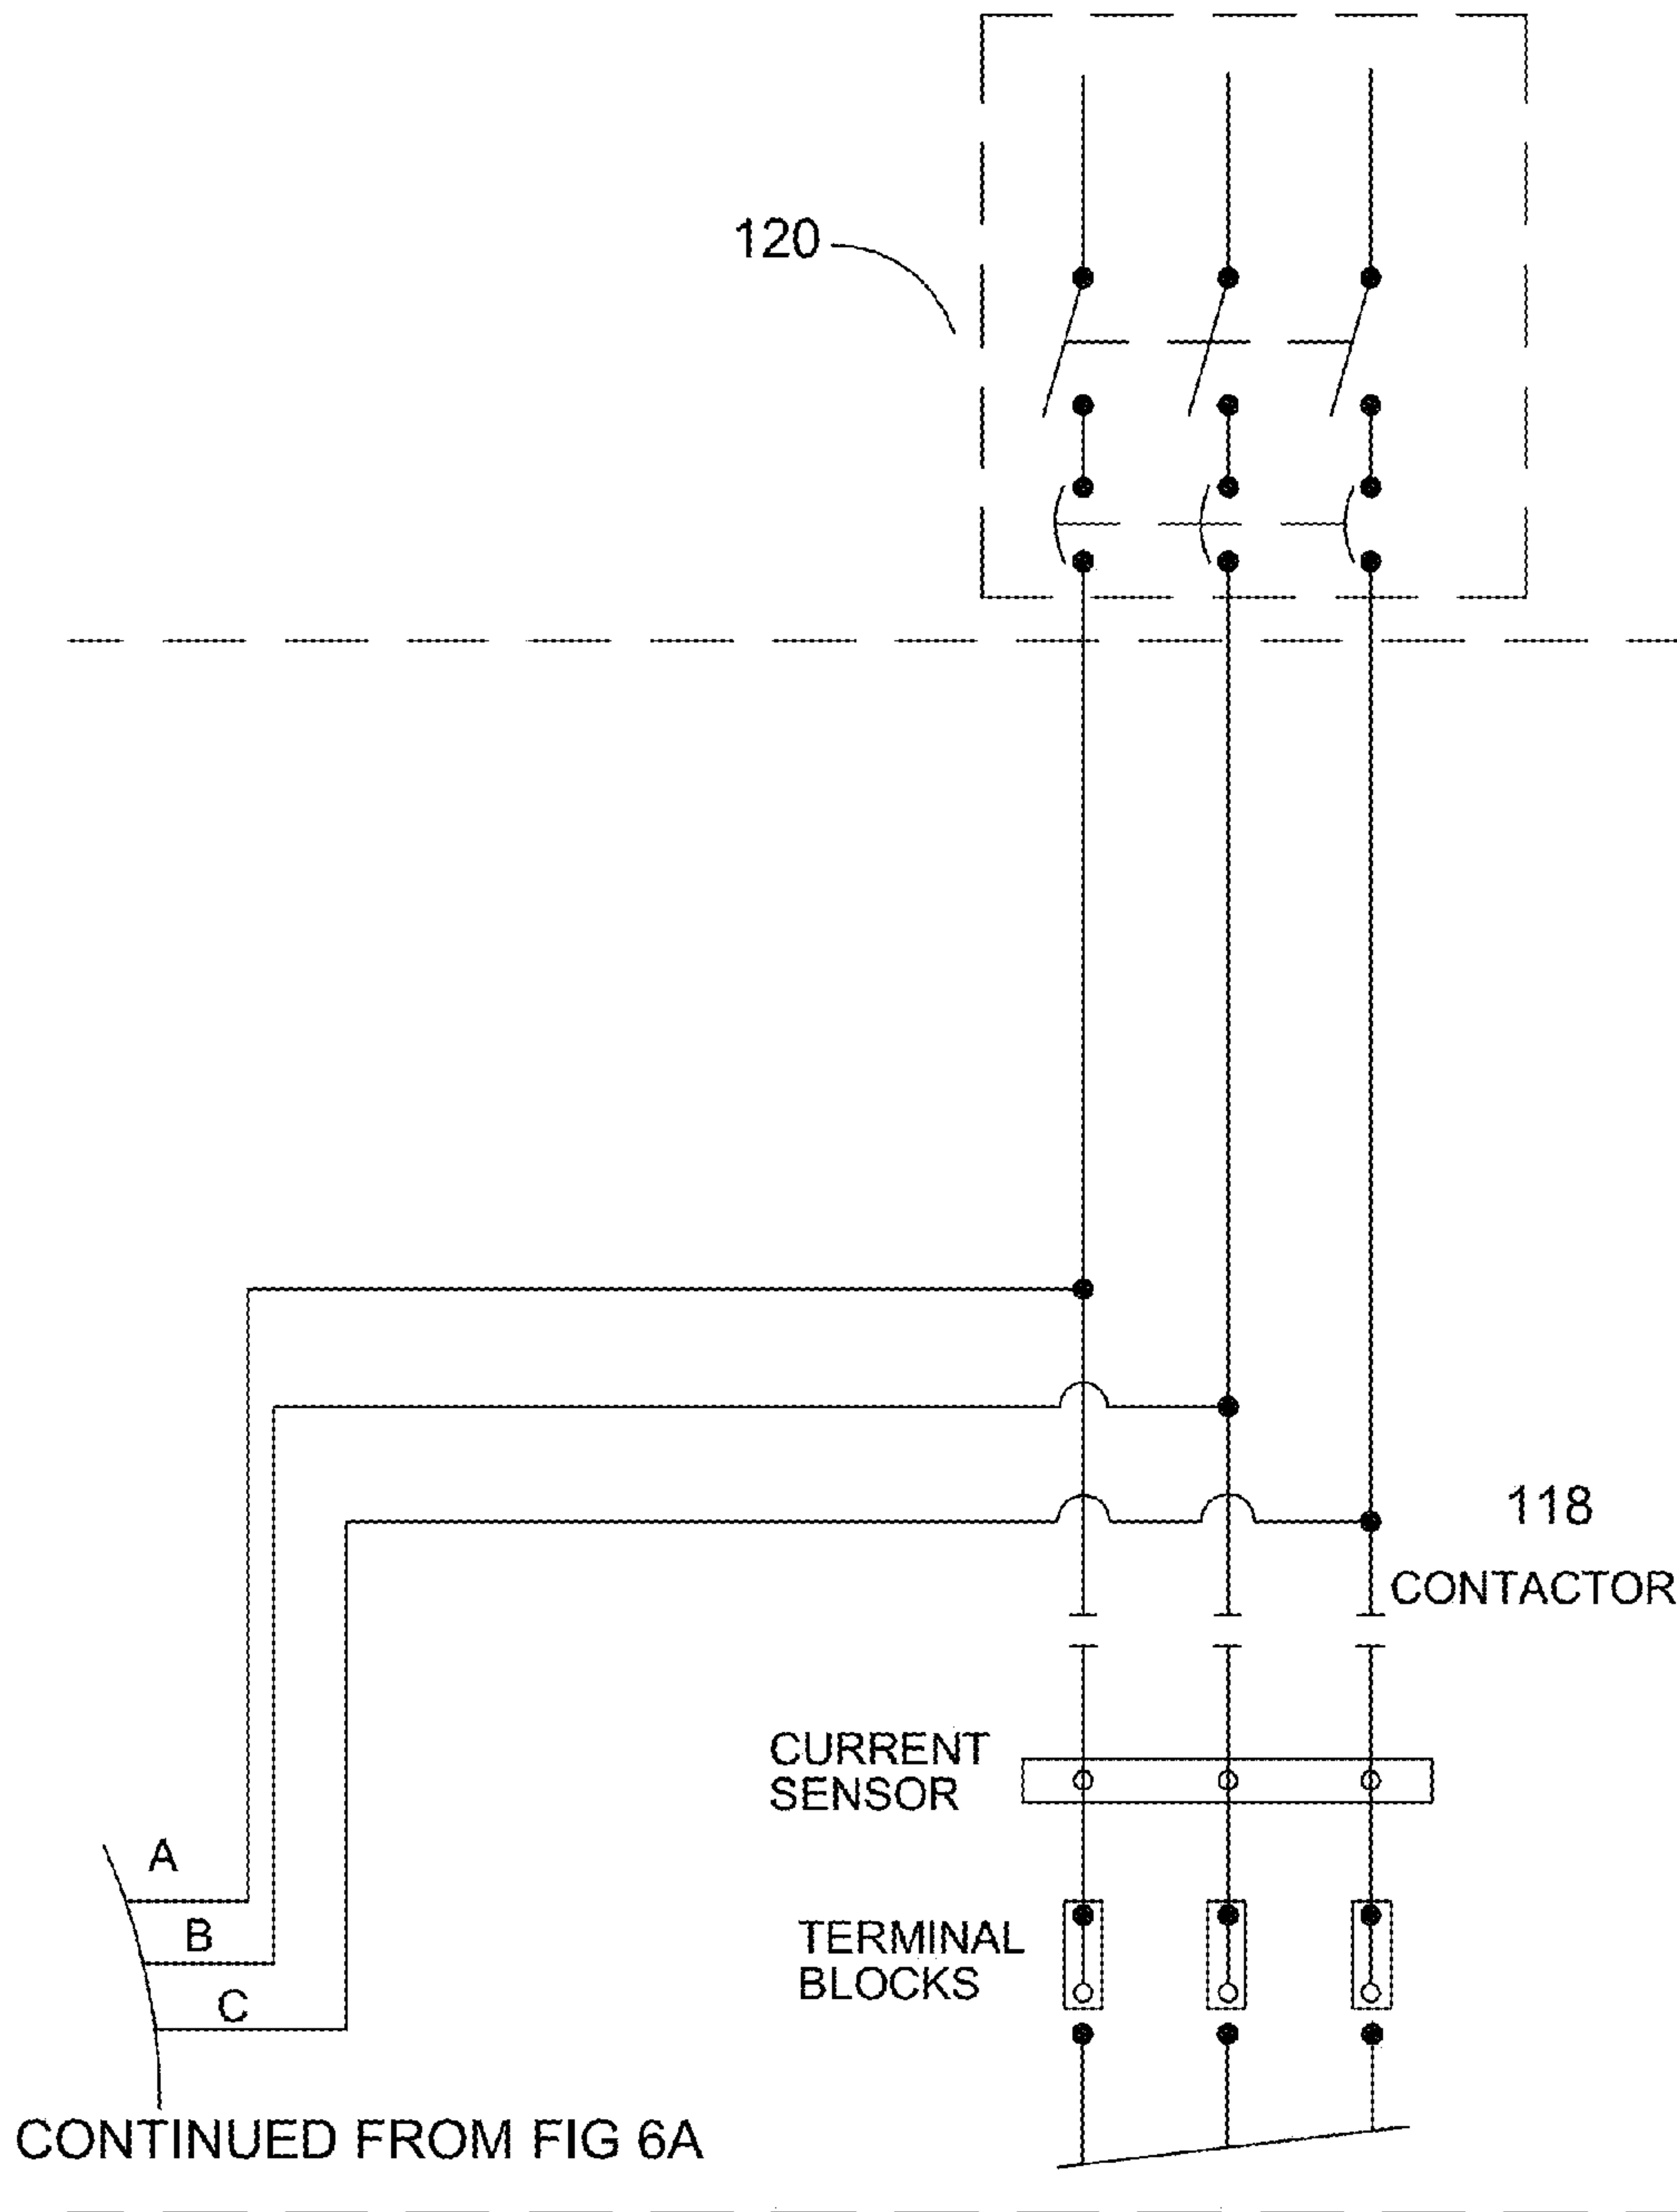 120
118
CONTACTOR
CURRENT
SENSOR
A
B
TERMINAL
BLOCKS
C
CONTINUED FROM FIG 6A